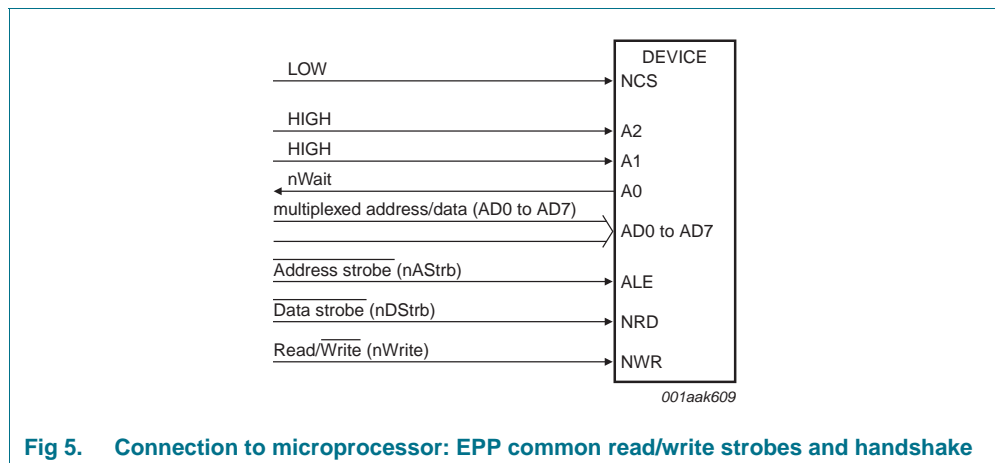 DEVICE
LOW
NCS
HIGH
A2
HIGH
A1
nWait
A0
multiplexed address/data (AD0 to AD7)
AD0 to AD7
Address strobe (nAStrb)
ALE
Data strobe (nDStrb)
NRD
Read/Write (nWrite)
NWR
001aak609
Fig 5. Connection to microprocessor: EPP common read/write strobes and handshake